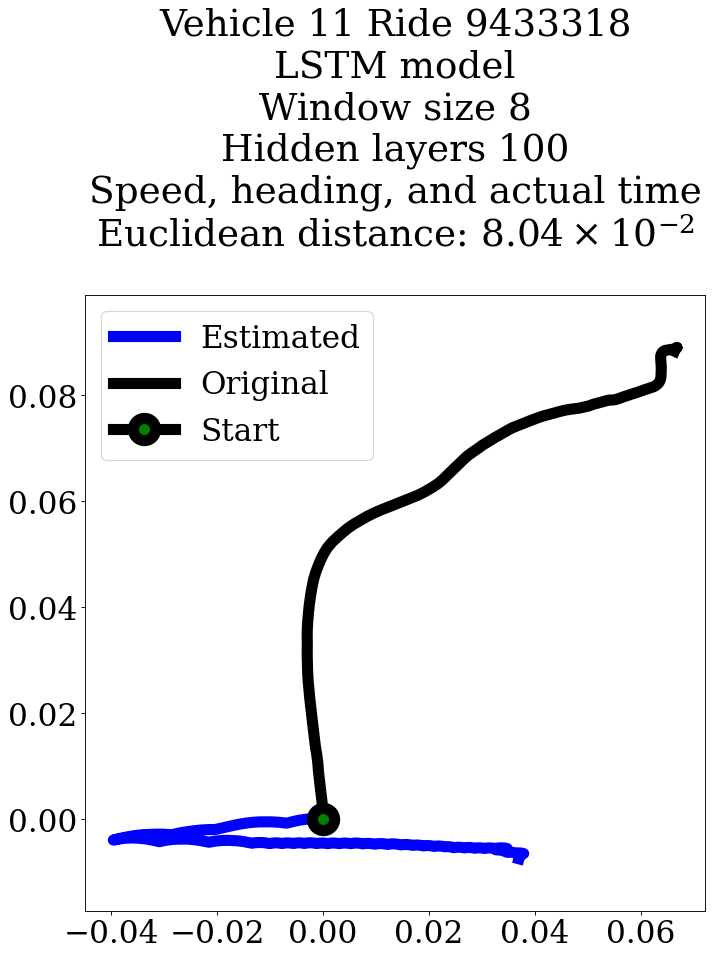 Vehicle 11 Ride 9433318
LSTM model
Window size 8
Hidden layers 100
Speed, heading, and actual time
Euclidean distance: 8.04 × 10⁻²
Estimated
Original
Start
0.08
0.06
0.04
0.02
0.00
−0.04 −0.02 0.00 0.02 0.04 0.06